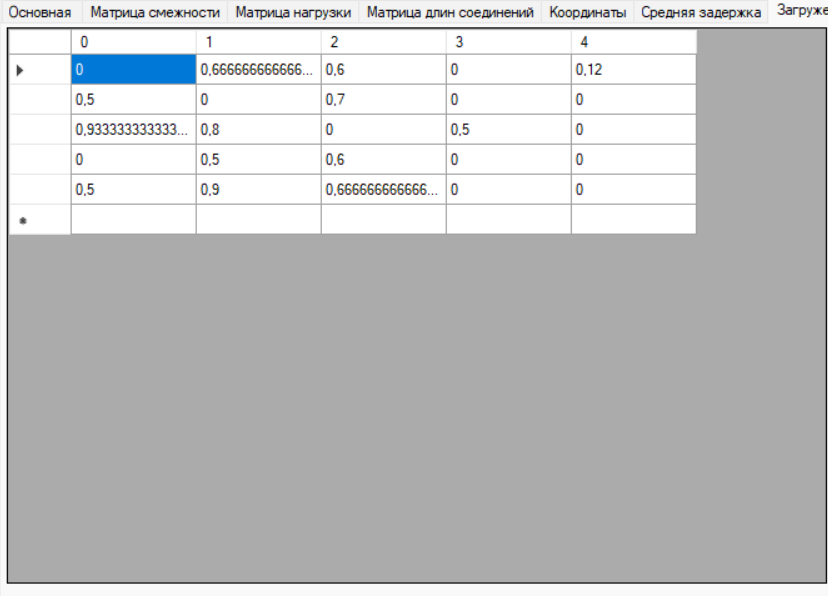 Основная Матрица смежности Матрица нагрузки Матрица длин соединений Координаты Средняя задержка Загруже
0 1 2 3 4
0 0,666666666666... 0,6 0 0,12
0,5 0 0,7 0 0
0,933333333333... 0,8 0 0,5 0
0 0,5 0,6 0 0
0,5 0,9 0,666666666666... 0 0